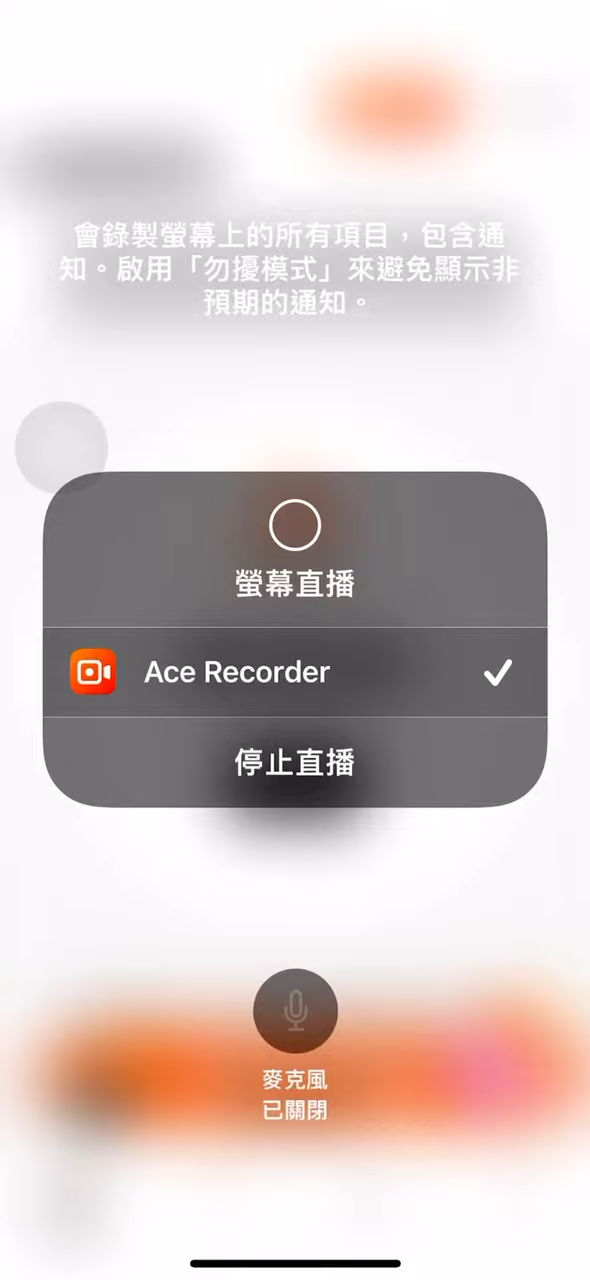 會錄製螢幕上的所有項目，包含通
知。啟用「勿擾模式」來避免顯示非
預期的通知。
螢幕直播
Ace Recorder
停止直播
麥克風
已關閉